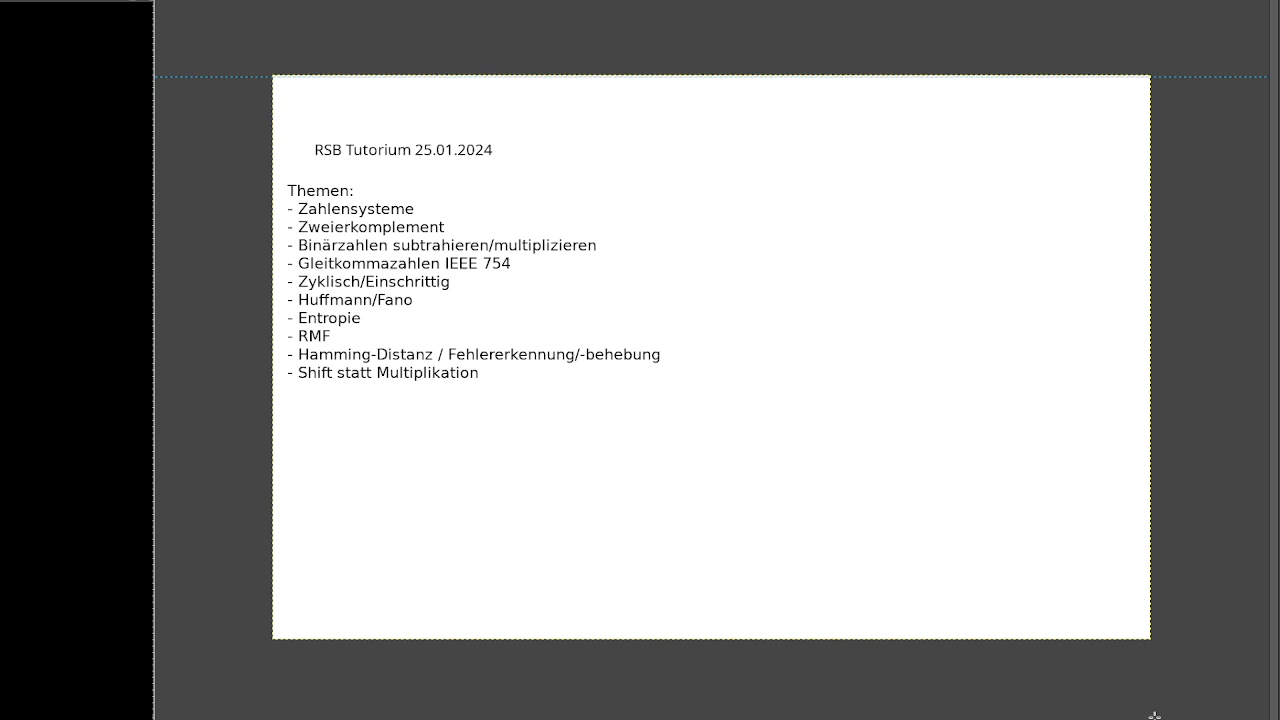 RSB Tutorium 25.01.2024
Themen:
- Zahlensysteme
- Zweierkomplement
- Binärzahlen subtrahieren/multiplizieren
- Gleitkommazahlen IEEE 754
- Zyklisch/Einschrittig
- Huffmann/Fano
- Entropie
- RMF
- Hamming-Distanz / Fehlererkennung/-behebung
- Shift statt Multiplikation